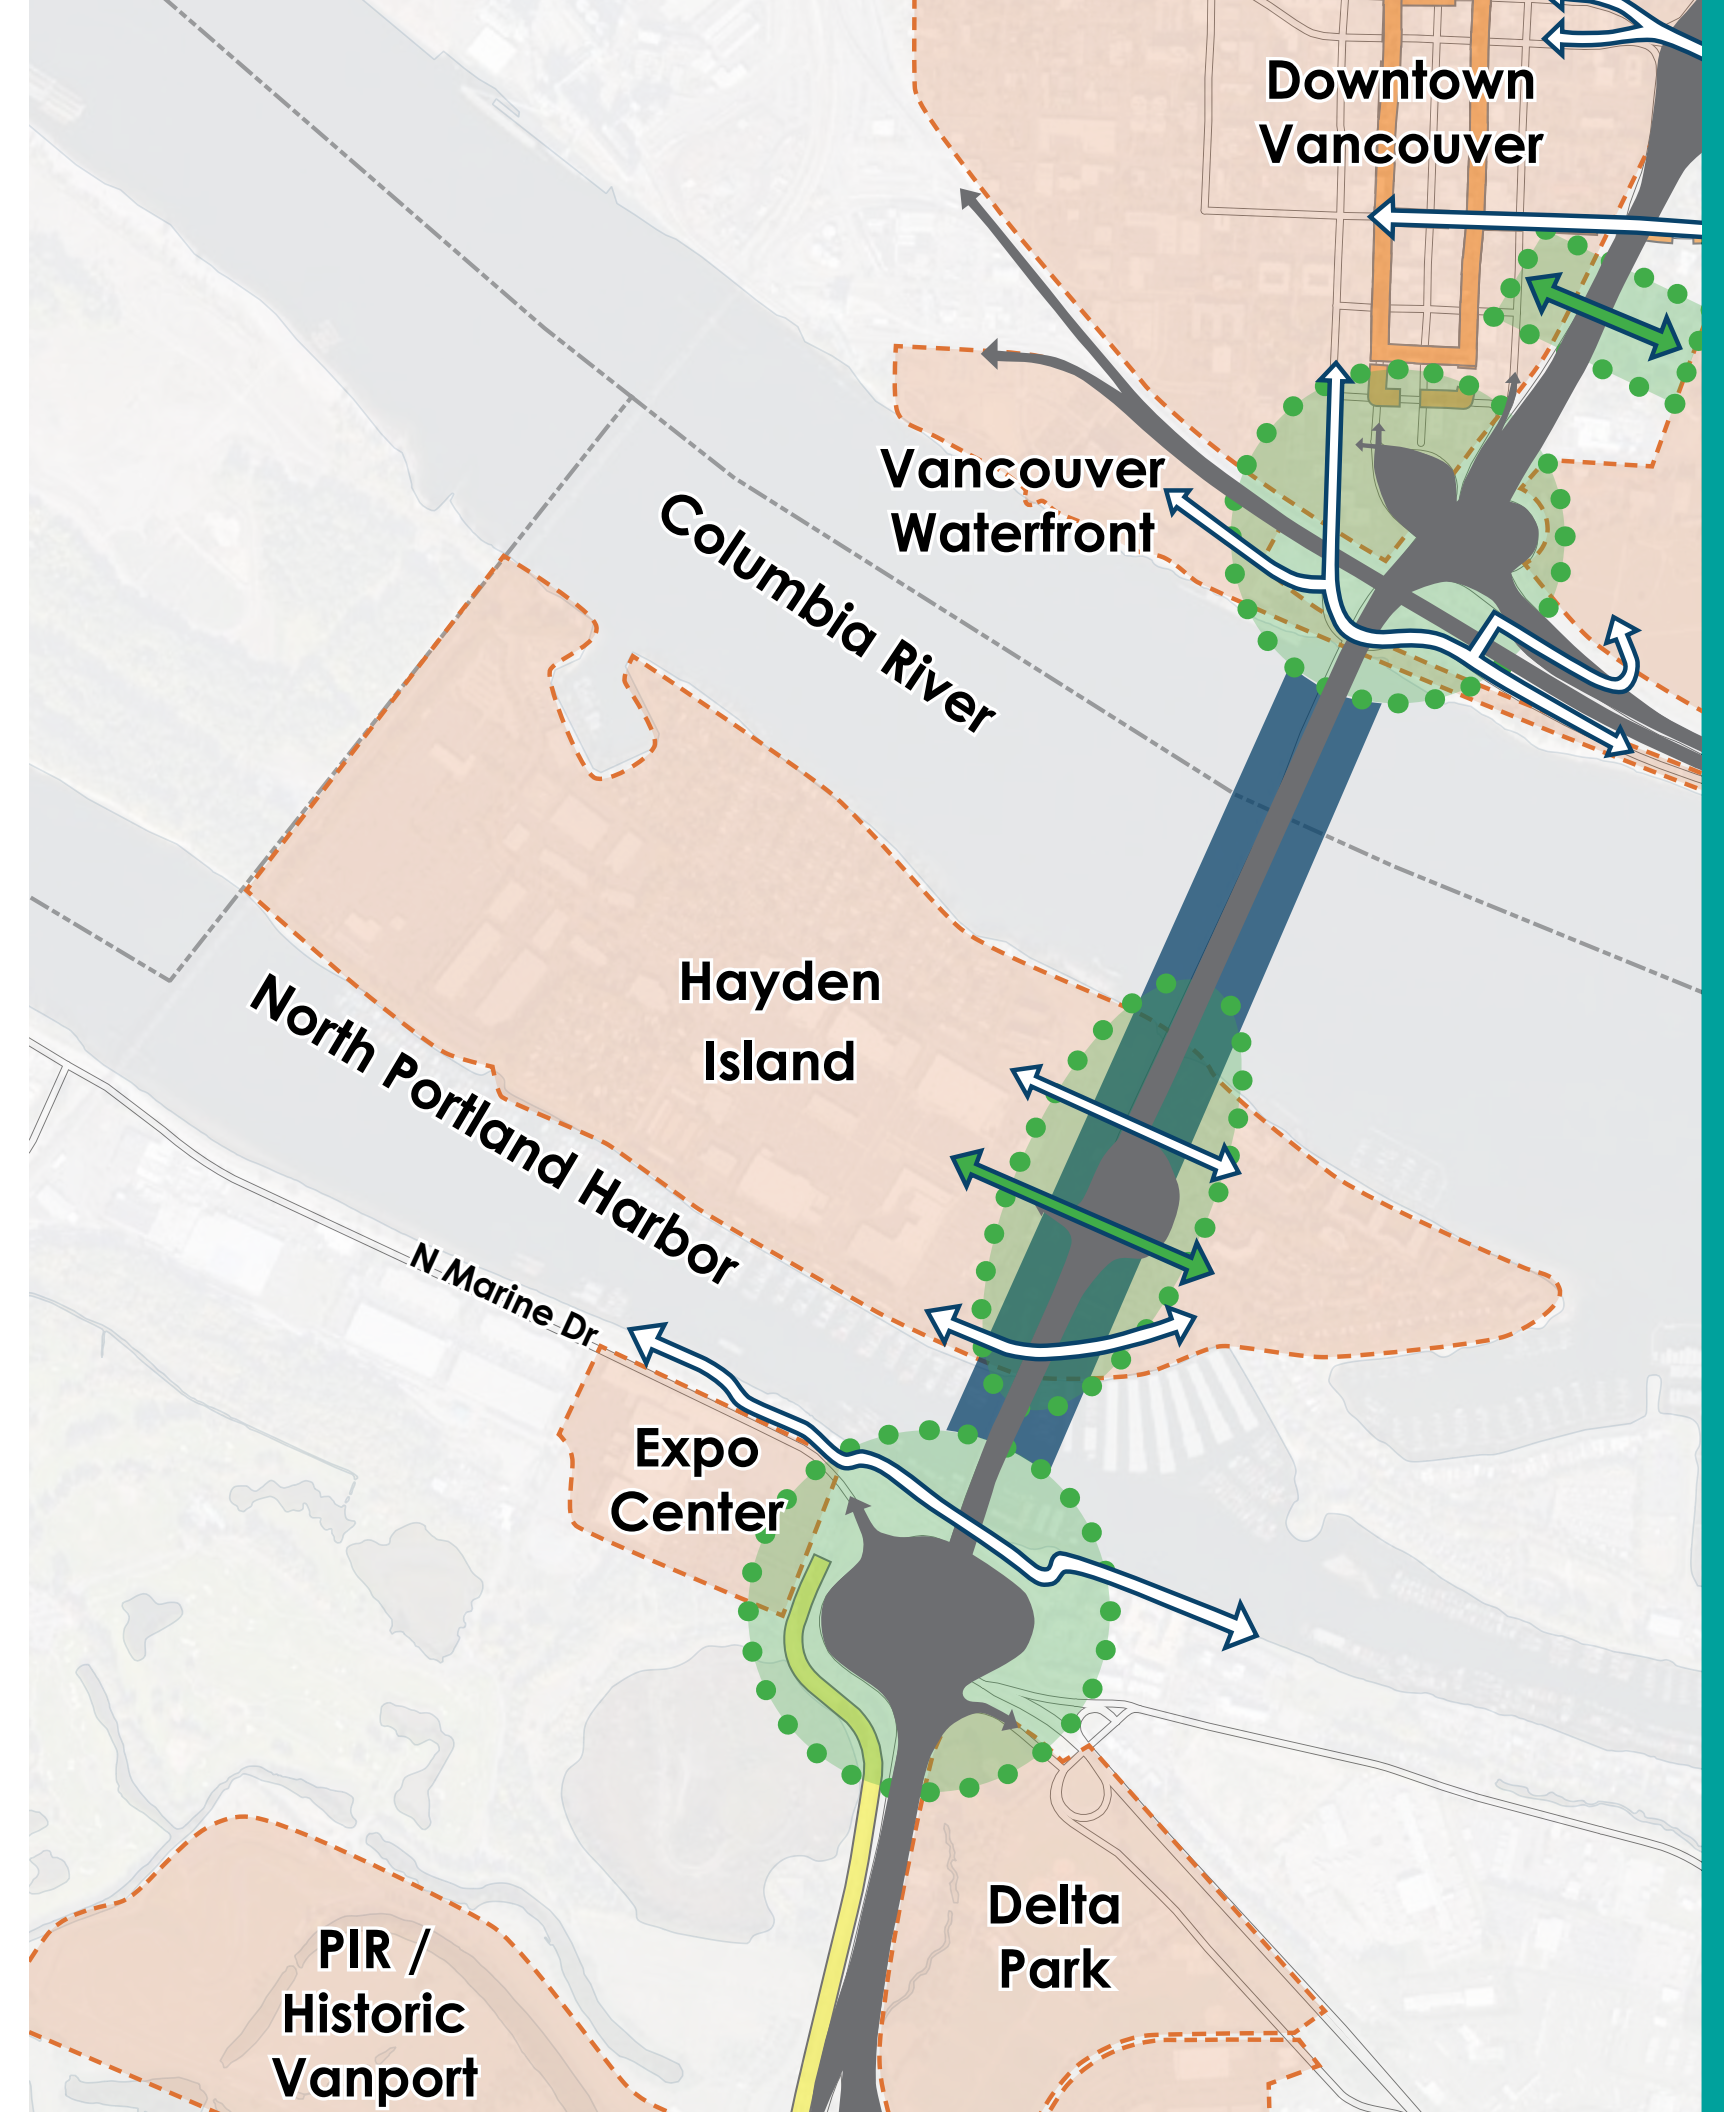 Downtown
Vancouver
Vancouver
Waterfront
Columbia River
Hayden
Island
North Portland Harbor
N Marine Dr
Expo
Center
Delta
Park
PIR /
Historic
Vanport